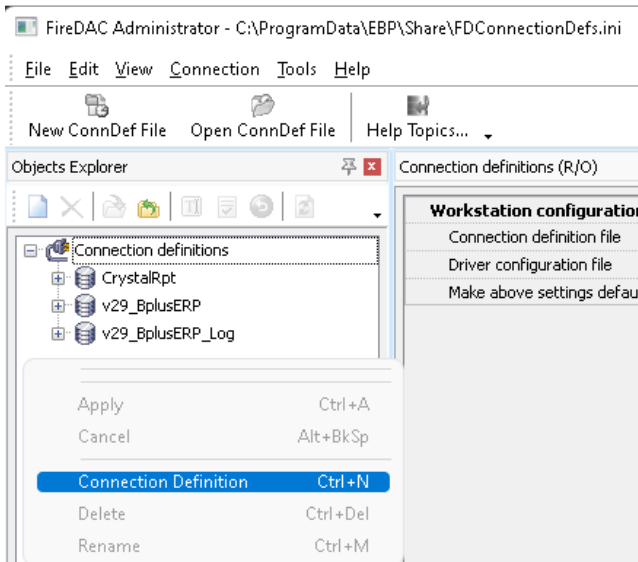 FireDAC Administrator - C:\ProgramData\EBP\Share\FDConnectionDefs.ini
File Edit View Connection Tools Help
New ConnDef File Open ConnDef File Help Topics...
Objects Explorer
Connection definitions (R/O)
Connection definitions
CrystalRpt
v29_BplusERP
v29_BplusERP_Log
Workstation configuration
Connection definition file
Driver configuration file
Make above settings defau
Apply Ctrl+A
Cancel Alt+BkSp
Connection Definition Ctrl+N
Delete Ctrl+Del
Rename Ctrl+M